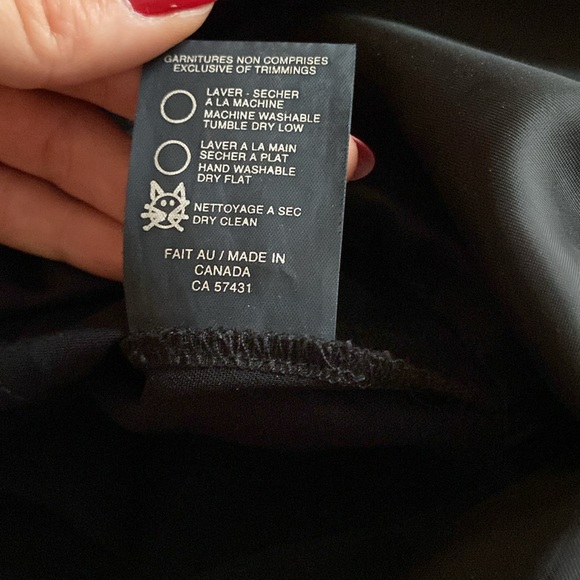 GARNITURES NON COMPRISES
EXCLUSIVE OF TRIMMINGS
LAVER - SECHER
A LA MACHINE
MACHINE WASHABLE
TUMBLE DRY LOW
LAVER A LA MAIN
SECHER A PLAT
HAND WASHABLE
DRY FLAT
NETTOYAGE A SEC
DRY CLEAN
FAIT AU / MADE IN
CANADA
CA 57431